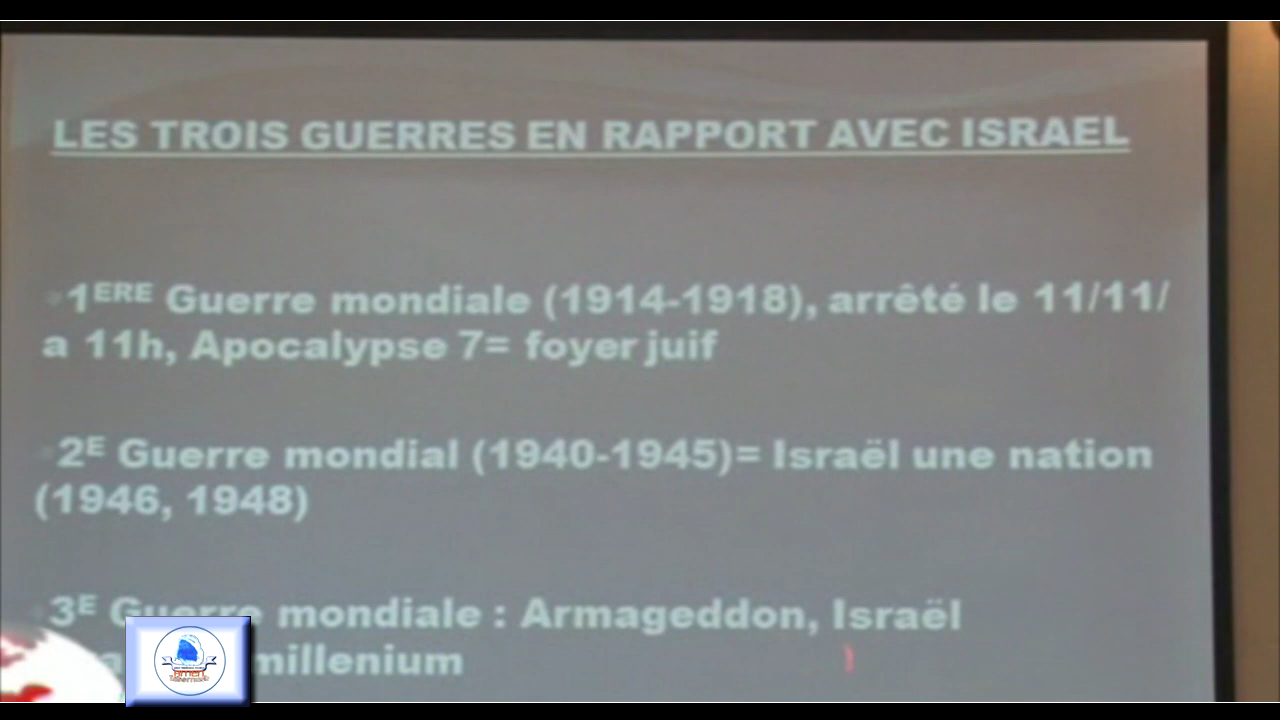 LES TROIS GUERRES EN RAPPORT AVEC ISRAEL
1ERE Guerre mondiale (1914-1918), arrêté le 11/11/
a 11h, Apocalypse 7= foyer juif
2E Guerre mondial (1940-1945)= Israël une nation
(1946, 1948)
3E Guerre mondiale : Armageddon, Israël
millenium